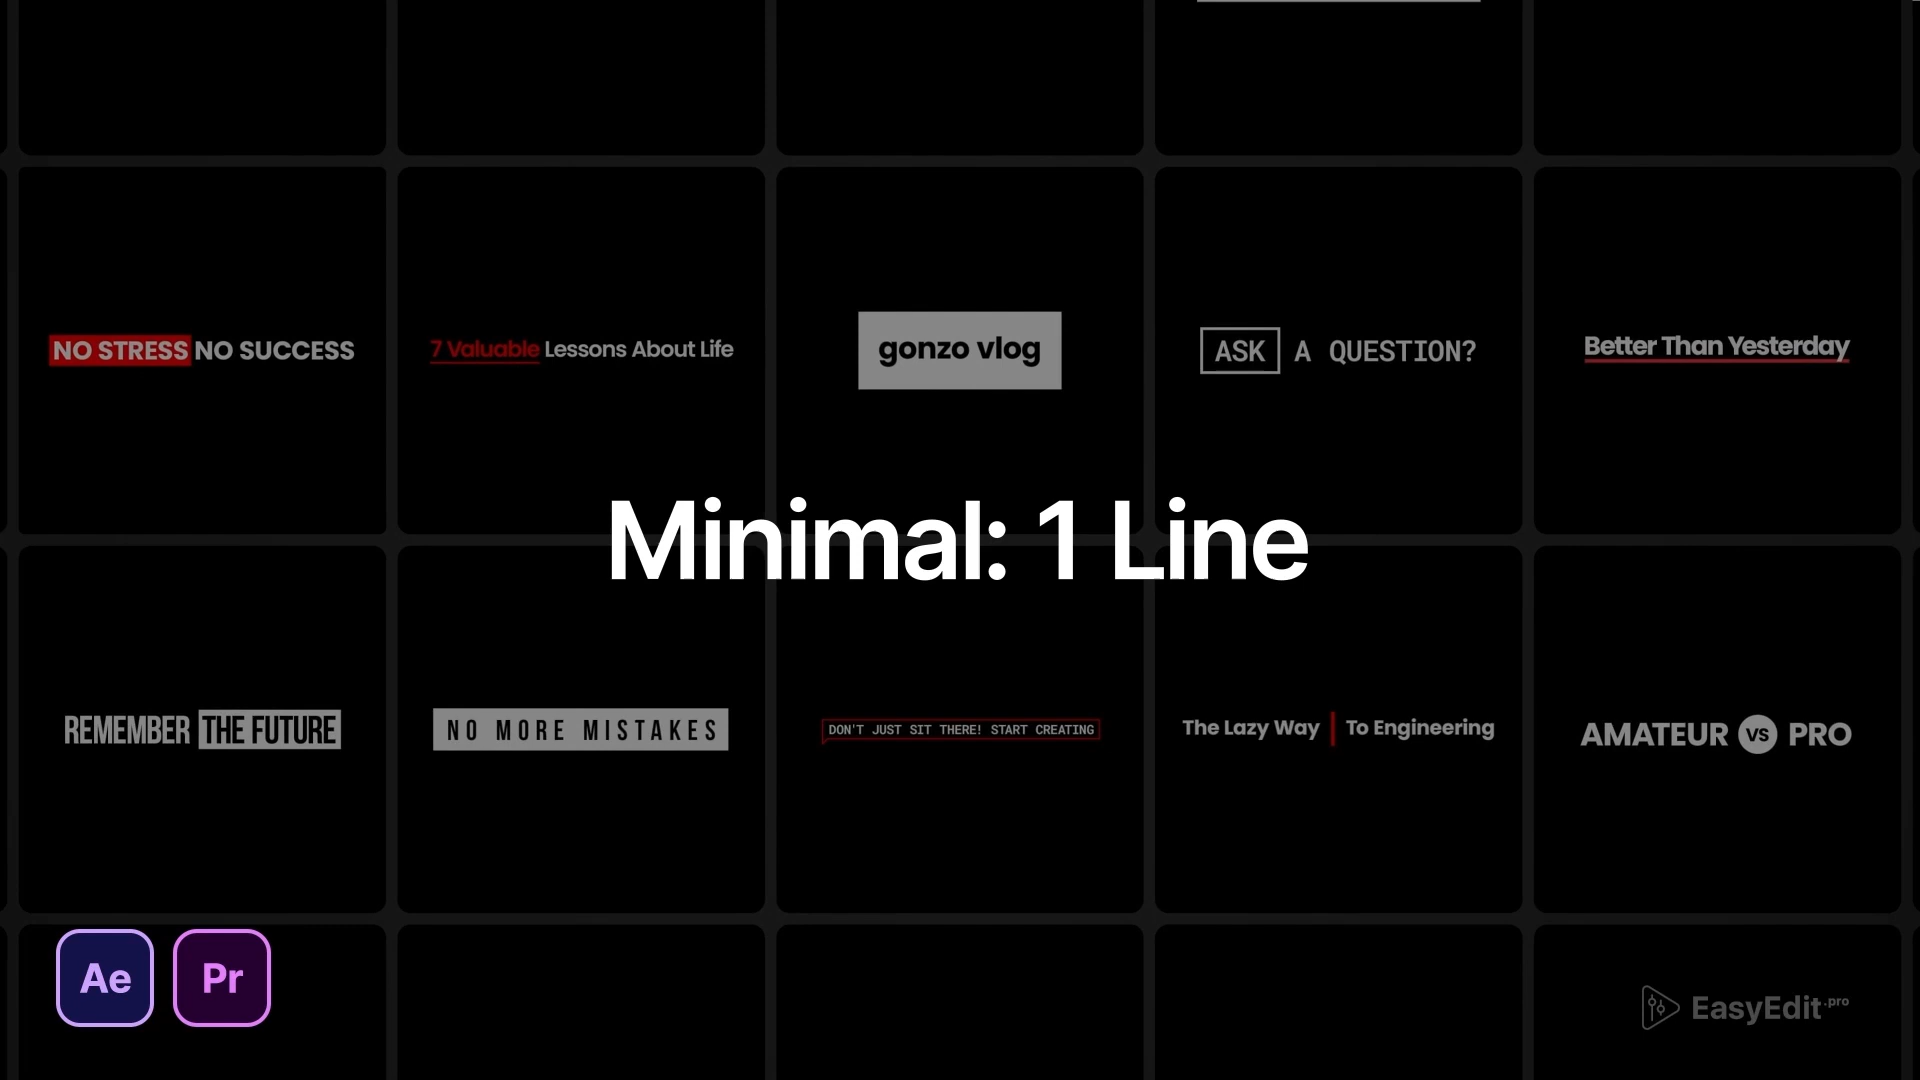 NO STRESS NO SUCCESS
7 Valuable Lessons About Life
gonzo vlog
ASK A QUESTION?
Better Than Yesterday
Minimal: 1 Line
REMEMBER THE FUTURE
NO MORE MISTAKES
DON'T JUST SIT THERE! START CREATING
The Lazy Way | To Engineering
AMATEUR VS PRO
Ae
Pr
EasyEdit.pro